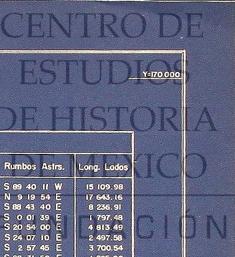 CENTRO DE
ESTUDIOS
Y=170 000
DE HISTORIA
DE MEXICO
Rumbos Astrs. Long. Lados
S 89 40 11 W 15 109.98
N 9 19 54 E 17 643.16
S 88 43 40 E 8 236.91
S 0 01 39 E 1 797.48
S 20 54 00 E 4 813.49
S 24 07 10 E 2 497.58
S 2 57 45 E 3 700.54
CIÓN